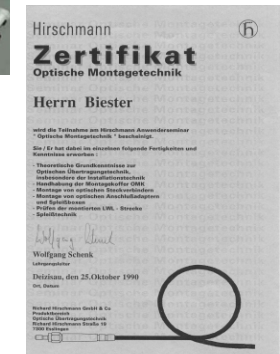 Hirschmann
Zertifikat
Optische Montagetechnik
Herrn Biester
wird die Teilnahme am Hirschmann Anwenderseminar
" Optische Montagetechnik " bescheinigt.
Sie / Er hat dabei im einzelnen folgende Fertigkeiten und
Kenntnisse erworben :
- Theoretische Grundkenntnisse zur
Optischen Übertragungstechnik,
insbesondere der Installationstechnik
- Handhabung der Montagekoffer OMK
- Montage von optischen Steckverbindern
- Montage von optischen Anschlußadaptern
und Spleißboxen
- Prüfen der montierten LWL - Strecke
- Spleißtechnik
Wolfgang Schenk
Wolfgang Schenk
Lehrgangsleiter
Deizisau, den 25.Oktober 1990
Ort, Datum
Richard Hirschmann GmbH & Co
Produktbereich
Optische Übertragungstechnik
Richard Hirschmann Straße 19
7300 Esslingen